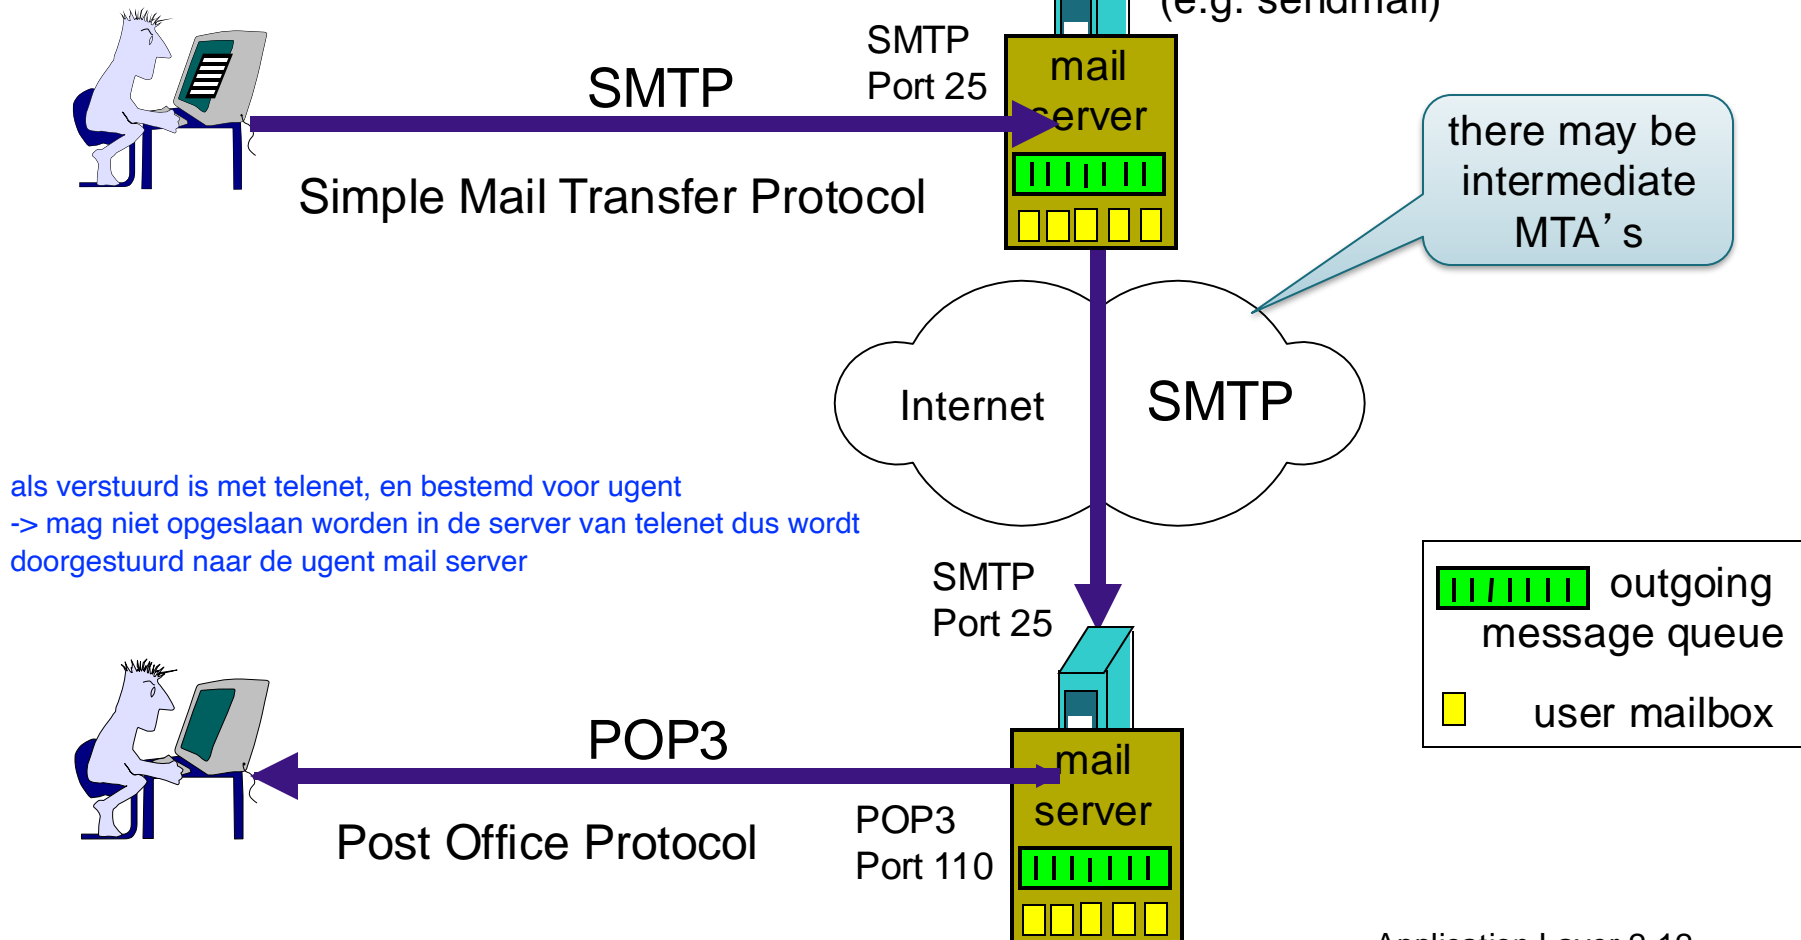 (e.g. sendmail)
SMTP
Port 25
mail
server
SMTP
Simple Mail Transfer Protocol
there may be
intermediate
MTA’s
Internet
SMTP
als verstuurd is met telenet, en bestemd voor ugent
-> mag niet opgeslaan worden in de server van telenet dus wordt
doorgestuurd naar de ugent mail server
SMTP
Port 25
outgoing
message queue
user mailbox
POP3
mail
server
Post Office Protocol
POP3
Port 110
Application Layer